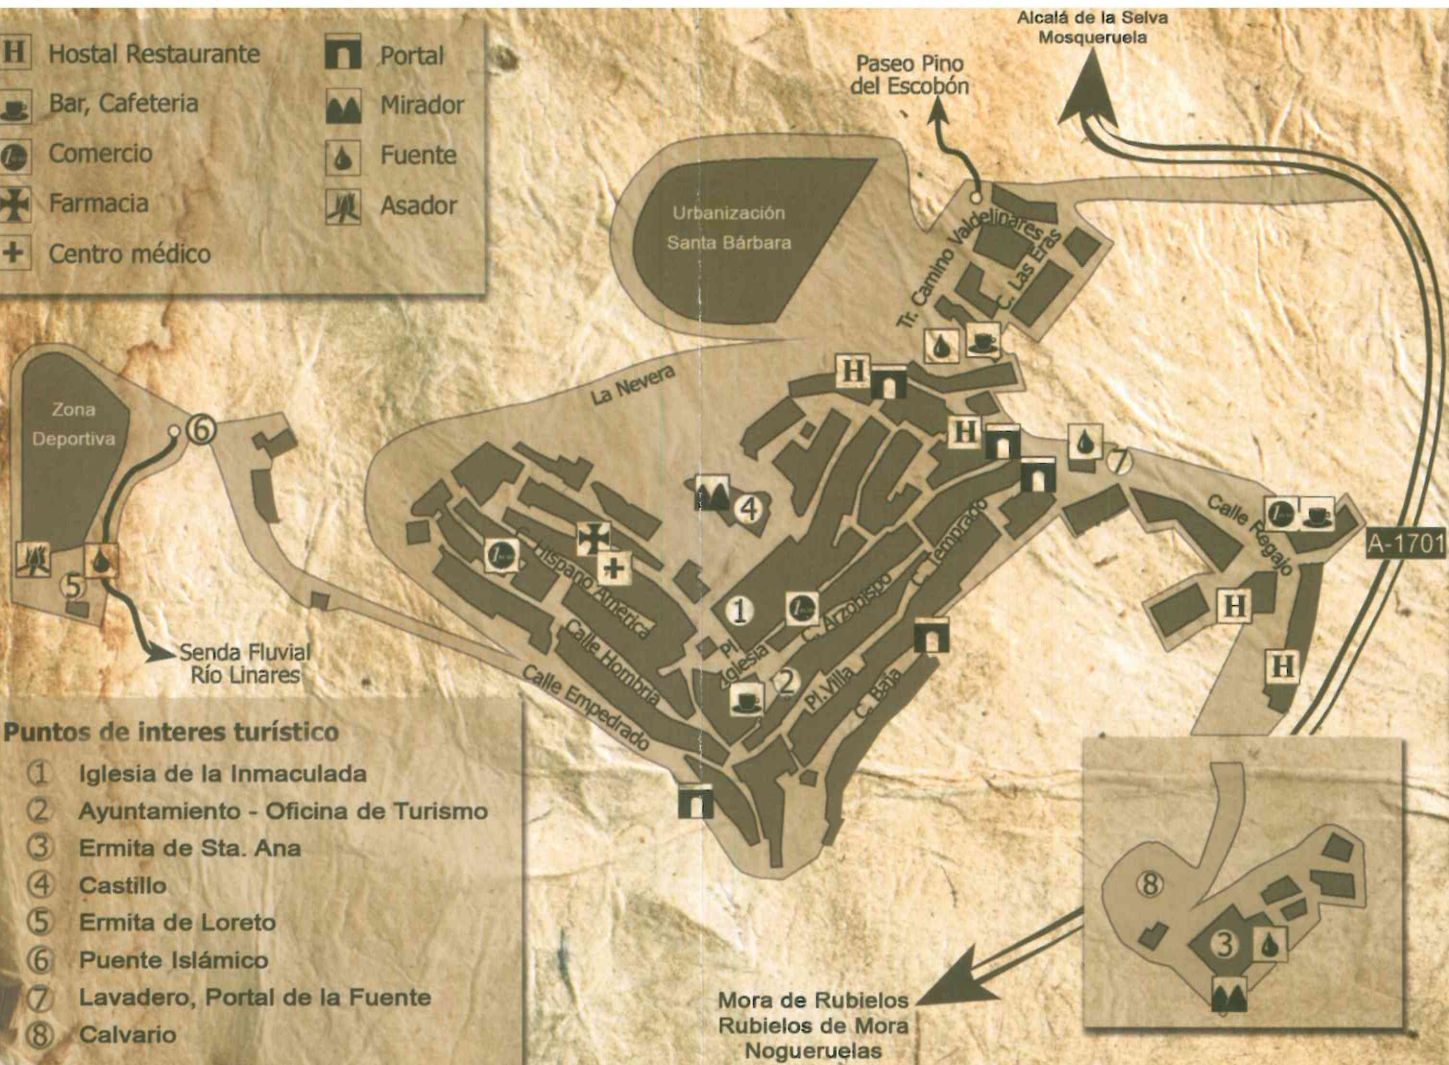 Hostal Restaurante
Bar, Cafeteria
Comercio
Farmacia
Centro médico
Portal
Mirador
Fuente
Asador
Alcalá de la Selva
Mosqueruela
Paseo Pino
del Escobón
Urbanización
Santa Bárbara
Tr. Camino Valdelinares
C. Las Eras
La Nevera
Zona
Deportiva
6
5
Senda Fluvial
Río Linares
H
H
7
4
Calle Regajo
A-1701
H
H
C. Hispano América
Calle Hombria
Calle Empedrado
1
Pl.
Iglesia
2
C. Arzobispo
C. Temprado
Pl. Villa
C. Baja
Puntos de interes turístico
1 Iglesia de la Inmaculada
2 Ayuntamiento - Oficina de Turismo
3 Ermita de Sta. Ana
4 Castillo
5 Ermita de Loreto
6 Puente Islámico
7 Lavadero, Portal de la Fuente
8 Calvario
8
3
Mora de Rubielos
Rubielos de Mora
Nogueruelas